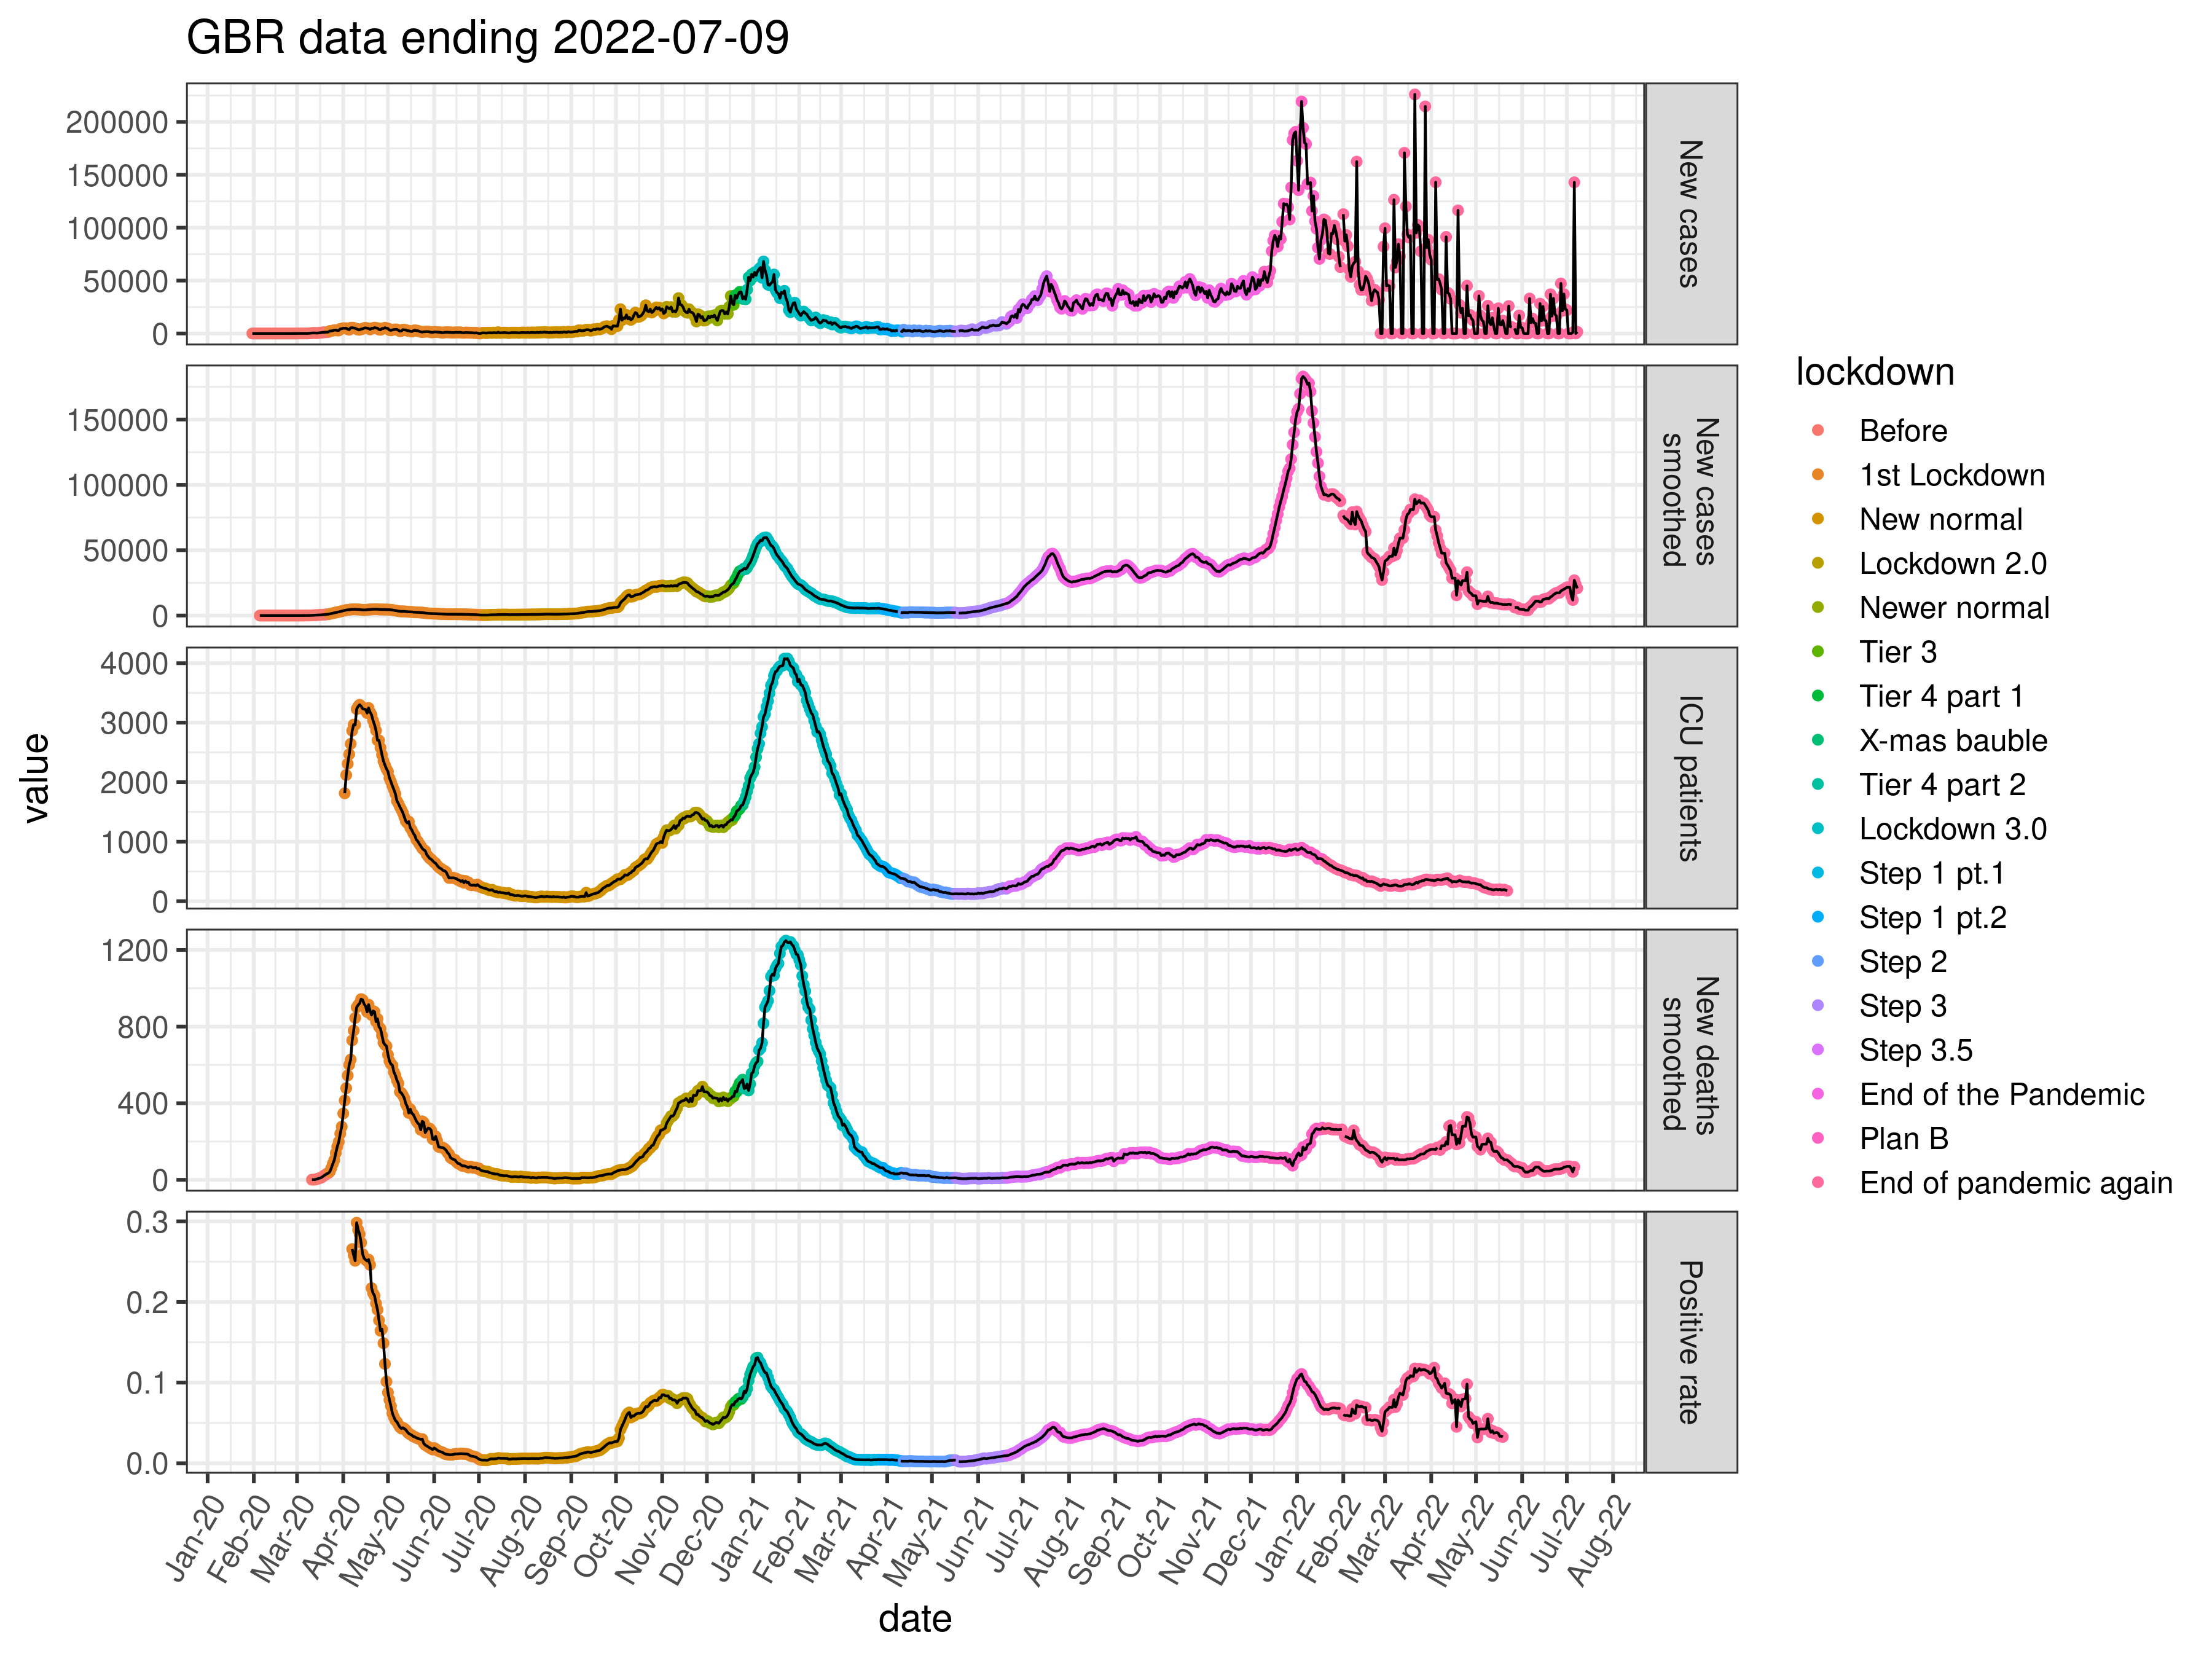 GBR data ending 2022-07-09
value
200000
150000
100000
50000
0
New cases
150000
100000
50000
0
New cases
smoothed
4000
3000
2000
1000
0
ICU patients
1200
800
400
0
New deaths
smoothed
0.3
0.2
0.1
0.0
Positive rate
Jan-20
Feb-20
Mar-20
Apr-20
May-20
Jun-20
Jul-20
Aug-20
Sep-20
Oct-20
Nov-20
Dec-20
Jan-21
Feb-21
Mar-21
Apr-21
May-21
Jun-21
Jul-21
Aug-21
Sep-21
Oct-21
Nov-21
Dec-21
Jan-22
Feb-22
Mar-22
Apr-22
May-22
Jun-22
Jul-22
Aug-22
date
lockdown
Before
1st Lockdown
New normal
Lockdown 2.0
Newer normal
Tier 3
Tier 4 part 1
X-mas bauble
Tier 4 part 2
Lockdown 3.0
Step 1 pt.1
Step 1 pt.2
Step 2
Step 3
Step 3.5
End of the Pandemic
Plan B
End of pandemic again